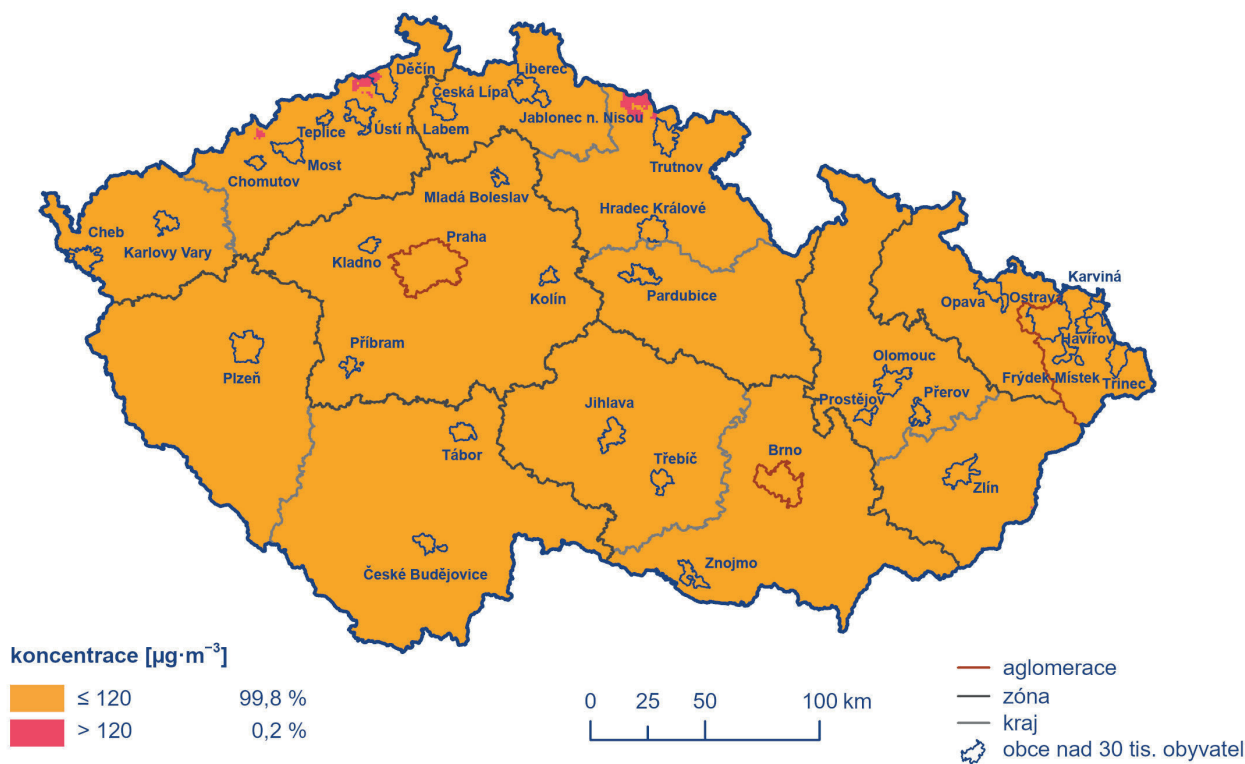 Děčín
Liberec
Česká Lípa
Jablonec n. Nisou
Teplice
Ústí n. Labem
Most
Chomutov
Trutnov
Mladá Boleslav
Hradec Králové
Cheb
Karlovy Vary
Kladno
Praha
Kolín
Pardubice
Karviná
Opava
Ostrava
Havířov
Příbram
Plzeň
Olomouc
Frýdek-Místek
Třinec
Prostějov
Přerov
Jihlava
Tábor
Třebíč
Brno
Zlín
České Budějovice
Znojmo
koncentrace [µg·m⁻³]
≤ 120 99,8 %
> 120 0,2 %
0 25 50 100 km
aglomerace
zóna
kraj
obce nad 30 tis. obyvatel